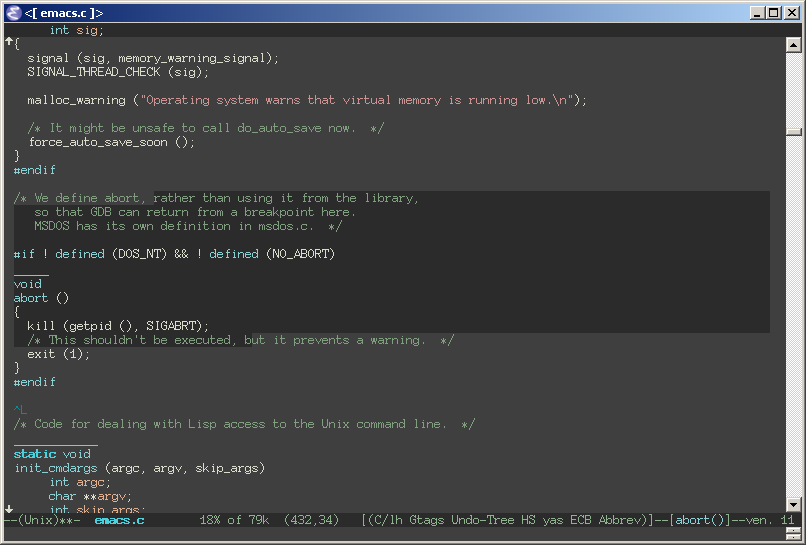 <[ emacs.c ]>
int sig;
{
signal (sig, memory_warning_signal);
SIGNAL_THREAD_CHECK (sig);
malloc_warning ("Operating system warns that virtual memory is running low.\n");
/* It might be unsafe to call do_auto_save now.  */
force_auto_save_soon ();
}
#endif
/* We define abort, rather than using it from the library,
so that GDB can return from a breakpoint here.
MSDOS has its own definition in msdos.c.  */
#if ! defined (DOS_NT) && ! defined (NO_ABORT)
void
abort ()
{
kill (getpid (), SIGABRT);
/* This shouldn't be executed, but it prevents a warning.  */
exit (1);
}
#endif
^L
/* Code for dealing with Lisp access to the Unix command line.  */
static void
init_cmdargs (argc, argv, skip_args)
int argc;
char **argv;
int skip_args;
--(Unix)**-  emacs.c        18% of 79k  (432,34)   [(C/lh Gtags Undo-Tree HS yas ECB Abbrev)]--[abort()]--ven. 11